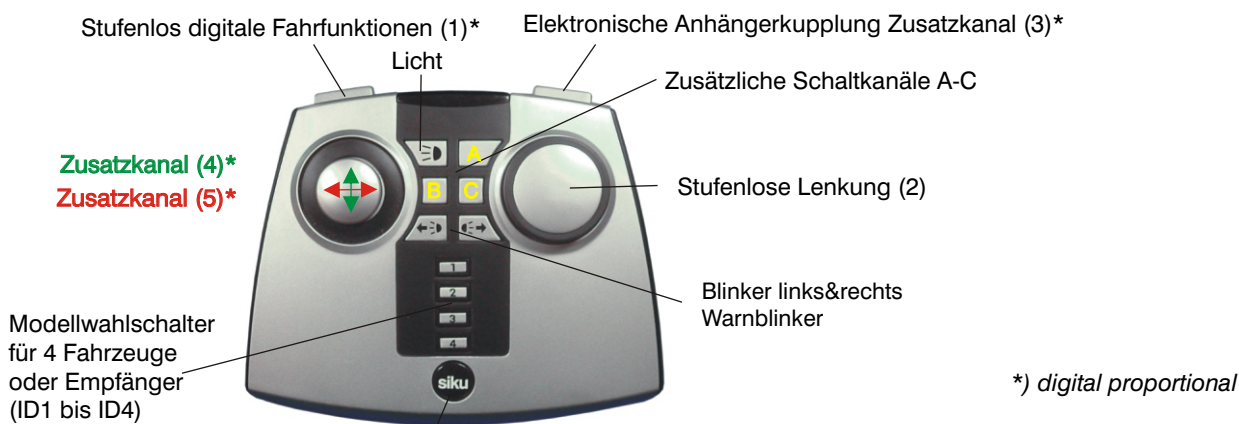 Stufenlos digitale Fahrfunktionen (1)*
Elektronische Anhängerkupplung Zusatzkanal (3)*
Licht
Zusätzliche Schaltkanäle A-C
A
Zusatzkanal (4)*
Zusatzkanal (5)*
B C
Stufenlose Lenkung (2)
1
2
3
4
Blinker links&rechts
Warnblinker
Modellwahlschalter
für 4 Fahrzeuge
oder Empfänger
(ID1 bis ID4)
siku
*) digital proportional